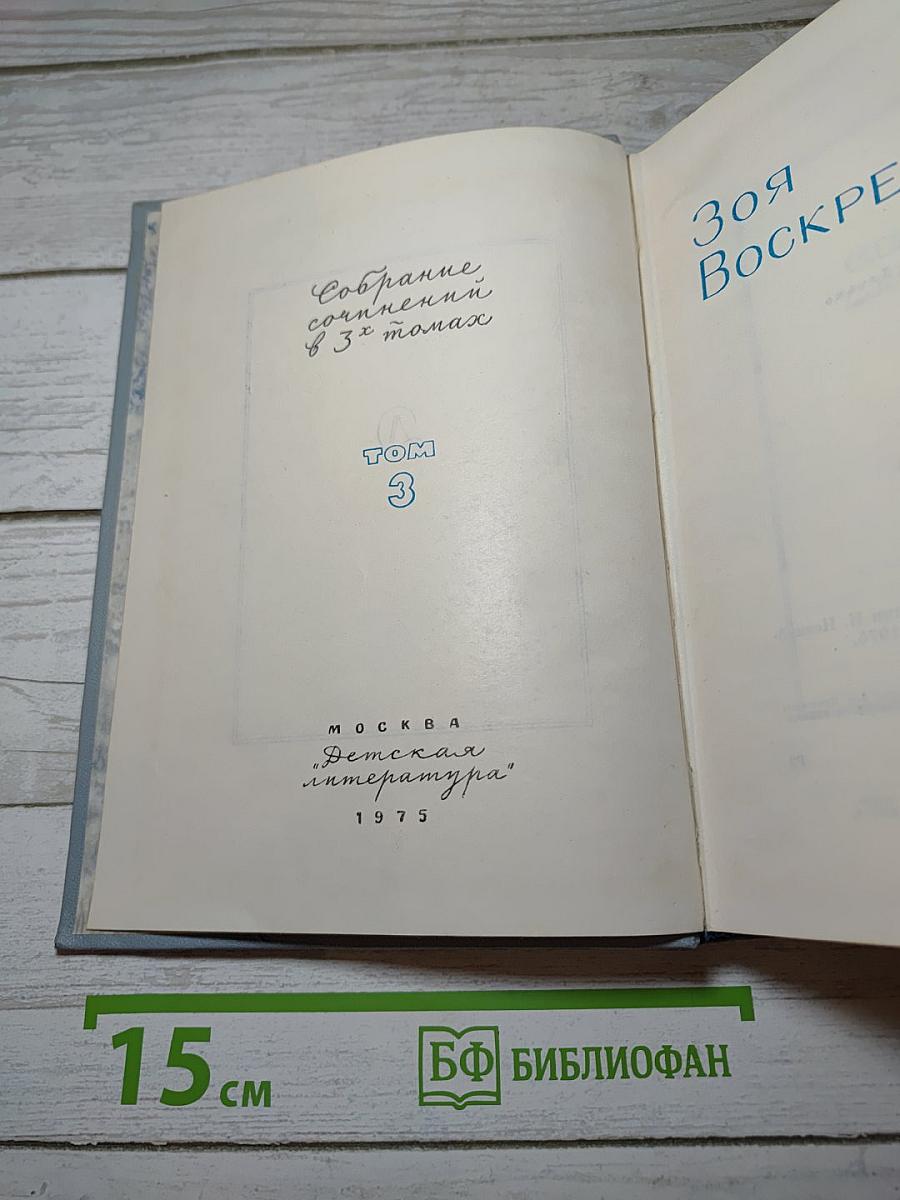 Собрание
сочинений
в 3х томах
ТОМ
3
МОСКВА
"Детская
литература"
1975
Зоя
Воскре
15 см
БФ БИБЛИОФАН